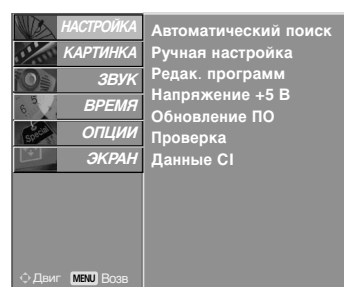 НАСТРОЙКА
КАРТИНКА
ЗВУК
ВРЕМЯ
ОПЦИИ
ЭКРАН
Автоматический поиск
Ручная настройка
Редак. программ
Напряжение +5 В
Обновление ПО
Проверка
Данные CI
Двиг MENU Возв